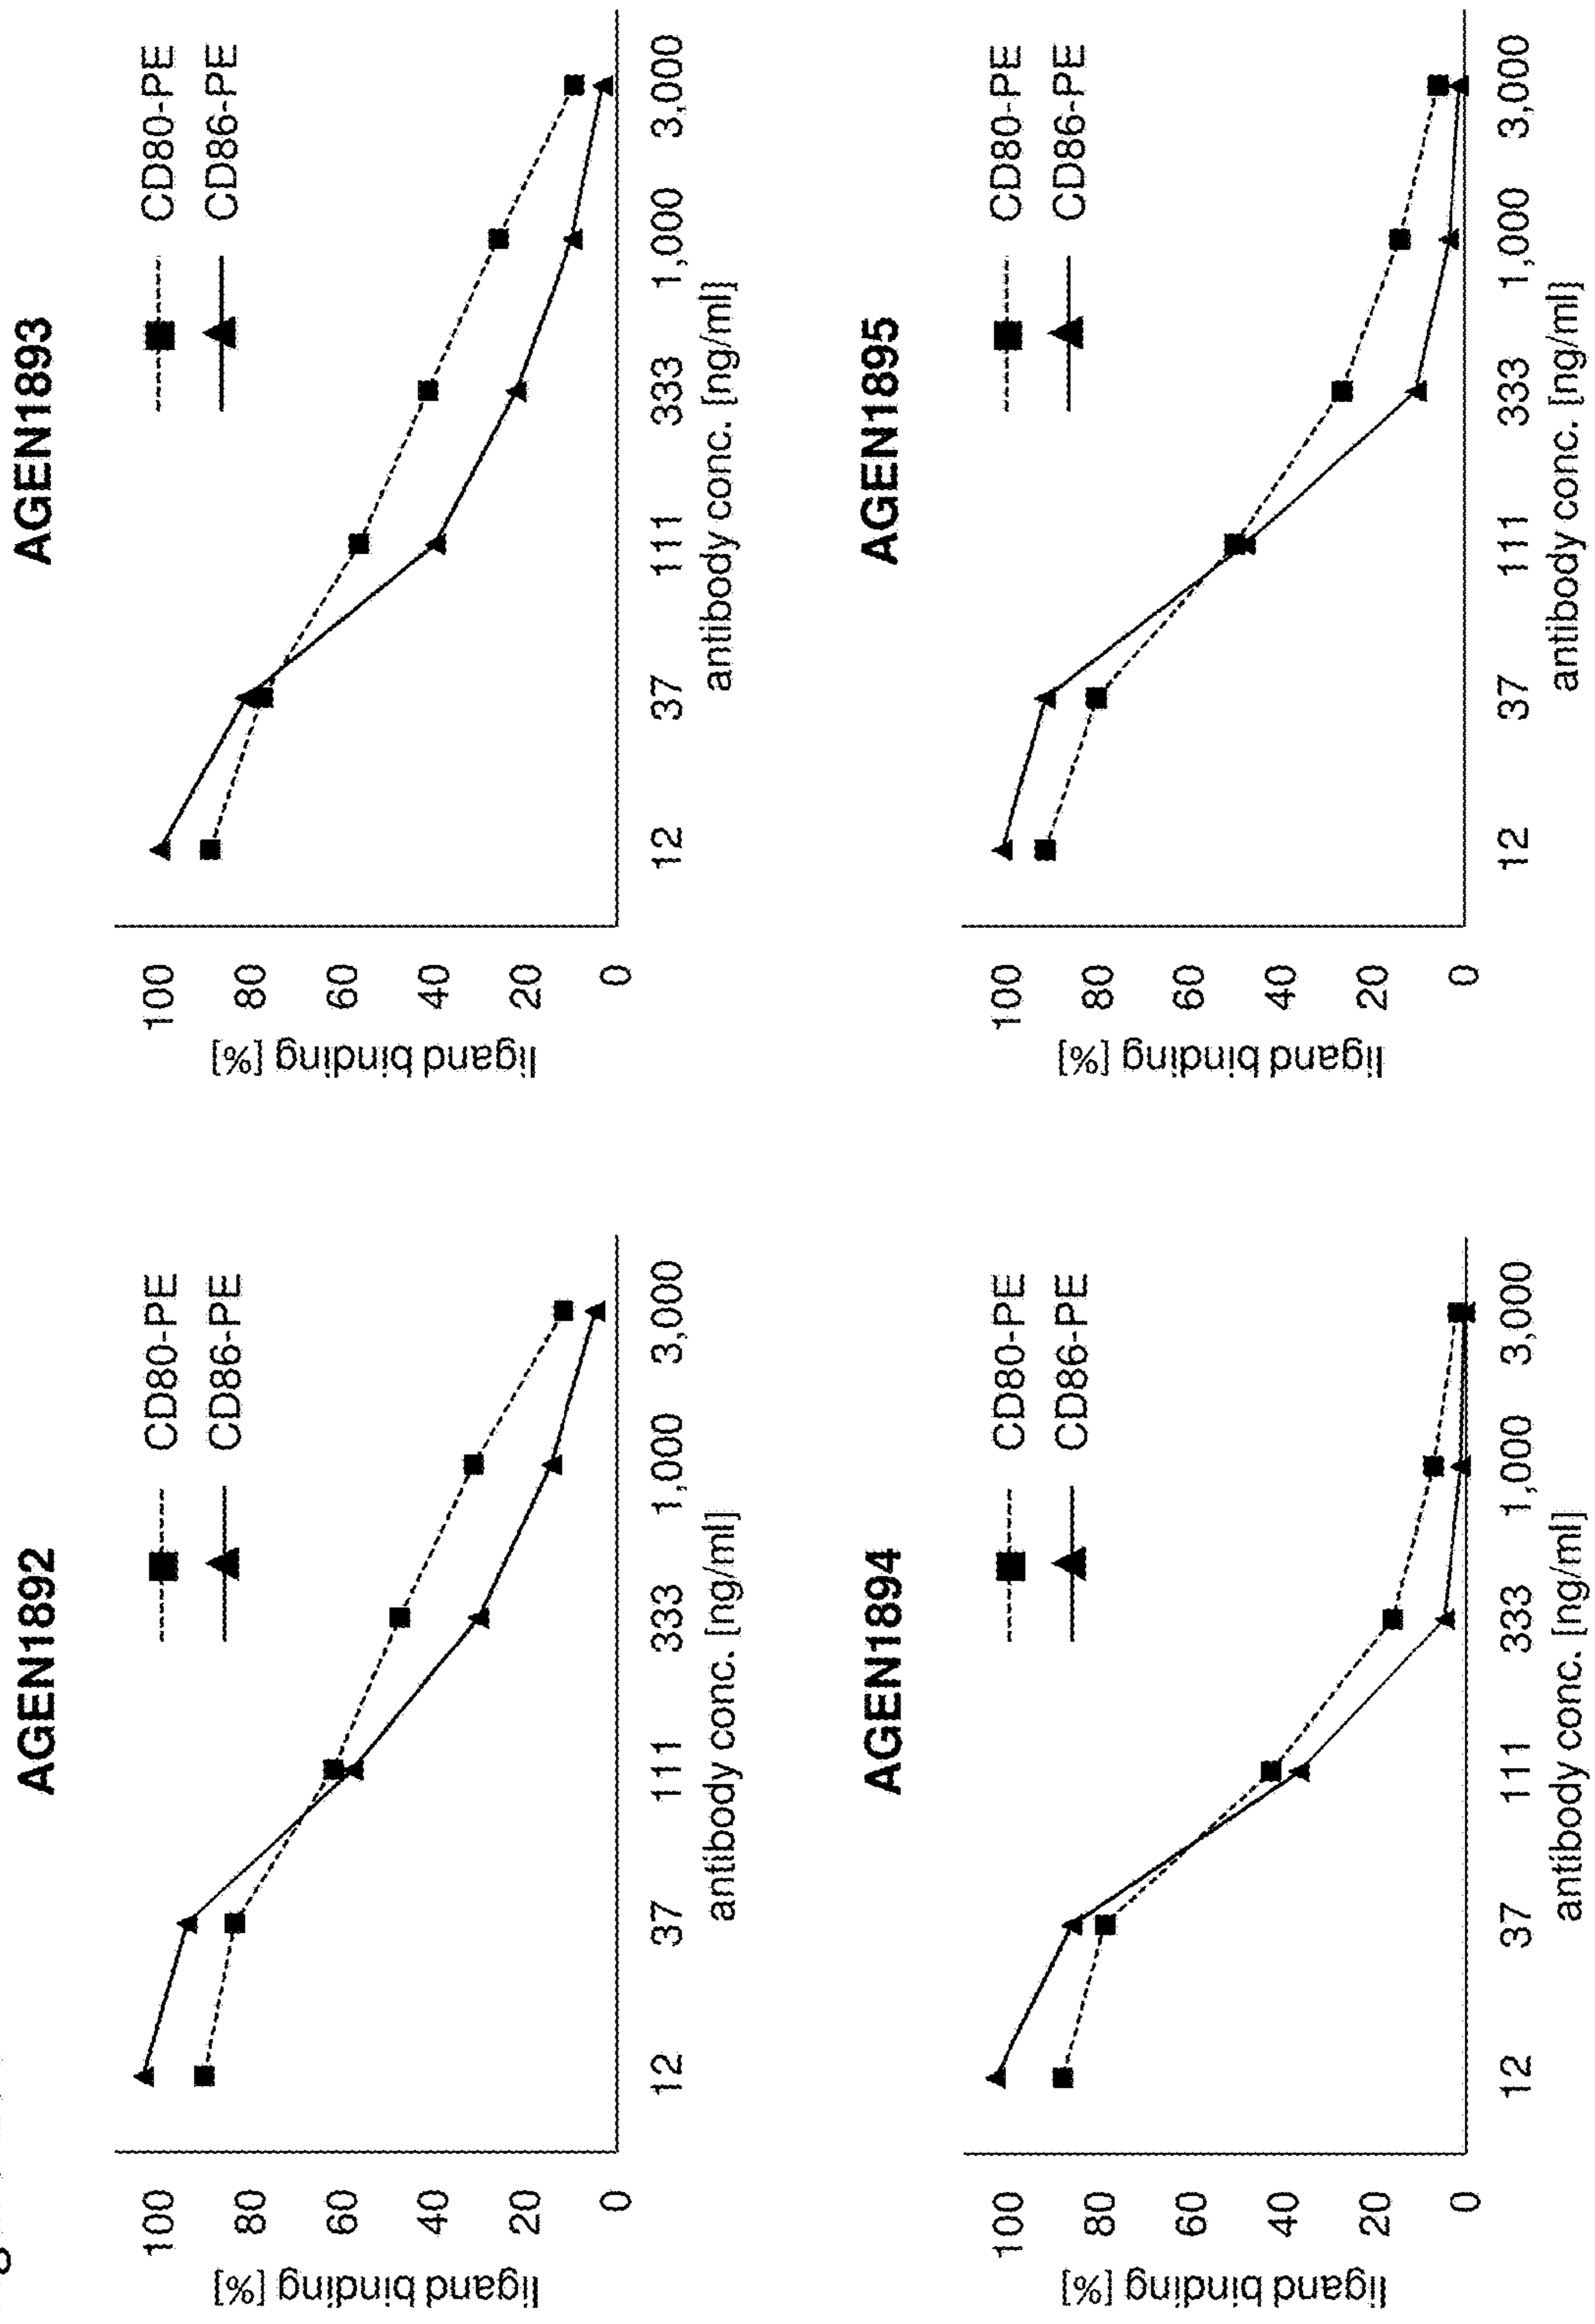 AGEN1892
CD80-PE
CD86-PE
ligand binding [%]
100
80
60
40
20
0
12 37 111 333 1,000 3,000
antibody conc. [ng/ml]
AGEN1893
CD80-PE
CD86-PE
ligand binding [%]
100
80
60
40
20
0
12 37 111 333 1,000 3,000
antibody conc. [ng/ml]
AGEN1894
CD80-PE
CD86-PE
ligand binding [%]
100
80
60
40
20
0
12 37 111 333 1,000 3,000
antibody conc. [ng/ml]
AGEN1895
CD80-PE
CD86-PE
ligand binding [%]
100
80
60
40
20
0
12 37 111 333 1,000 3,000
antibody conc. [ng/ml]